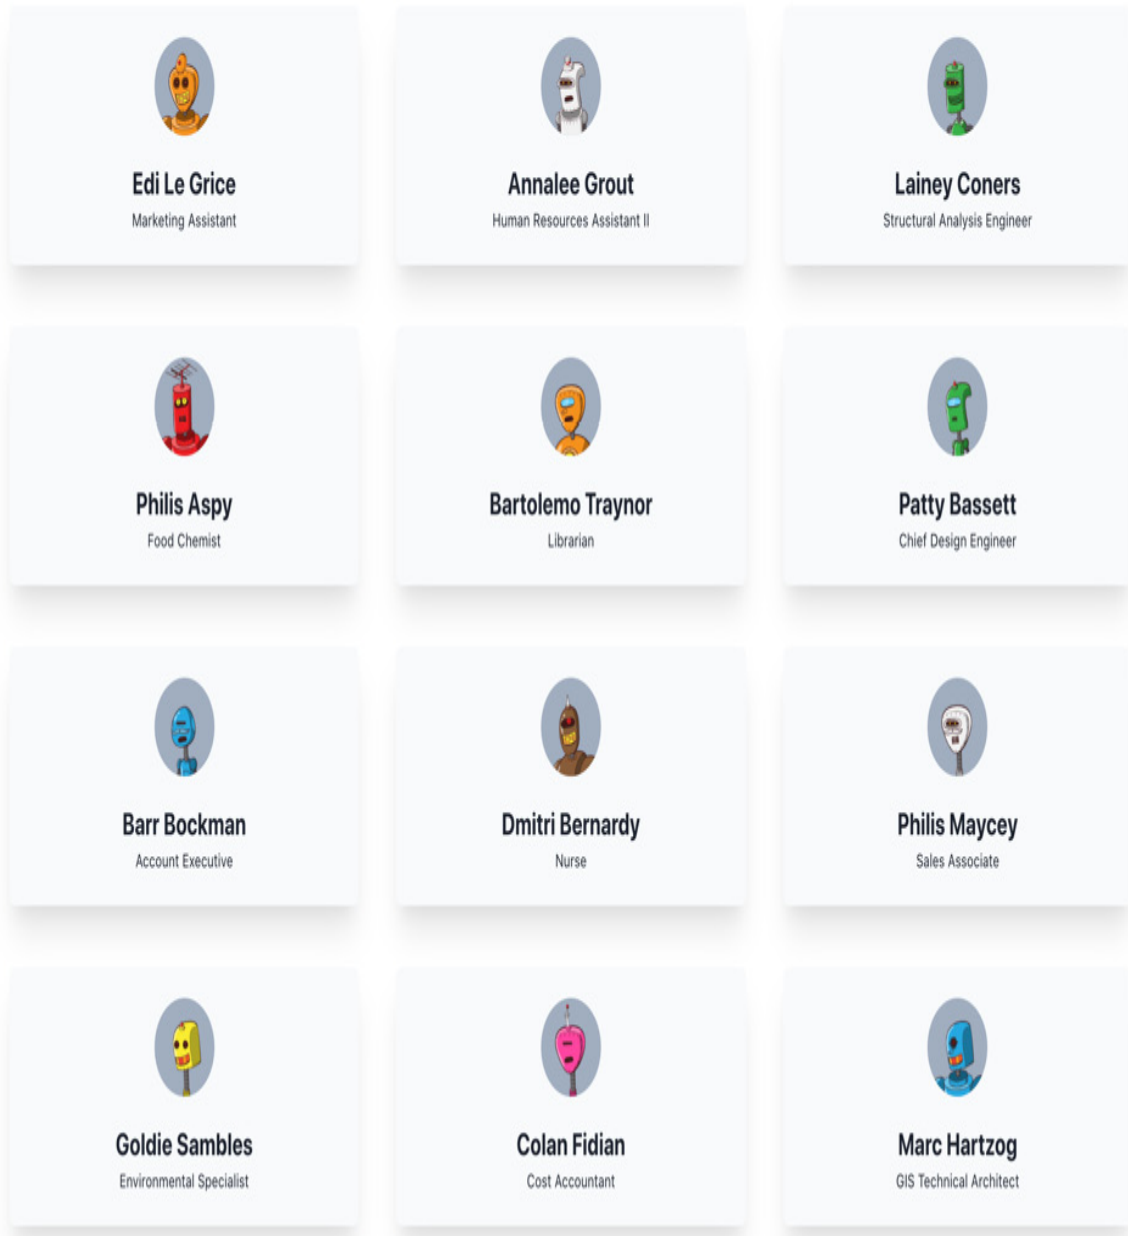 Edi Le Grice
Marketing Assistant
Annalee Grout
Human Resources Assistant II
Lainey Coners
Structural Analysis Engineer
Philis Aspy
Food Chemist
Bartolemo Traynor
Librarian
Patty Bassett
Chief Design Engineer
Barr Bockman
Account Executive
Dmitri Bernardy
Nurse
Philis Maycey
Sales Associate
Goldie Sambles
Environmental Specialist
Colan Fidian
Cost Accountant
Marc Hartzog
GIS Technical Architect